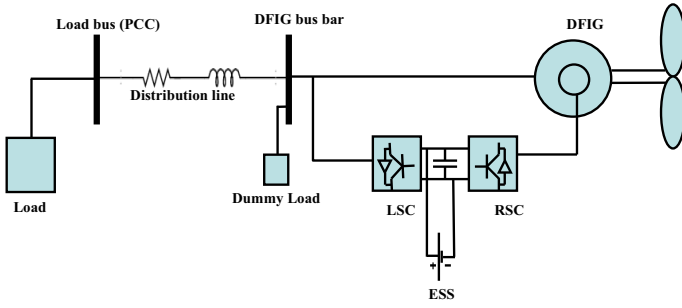 Load bus (PCC)
DFIG bus bar
DFIG
Distribution line
Load
Dummy Load
LSC
RSC
+ -
ESS